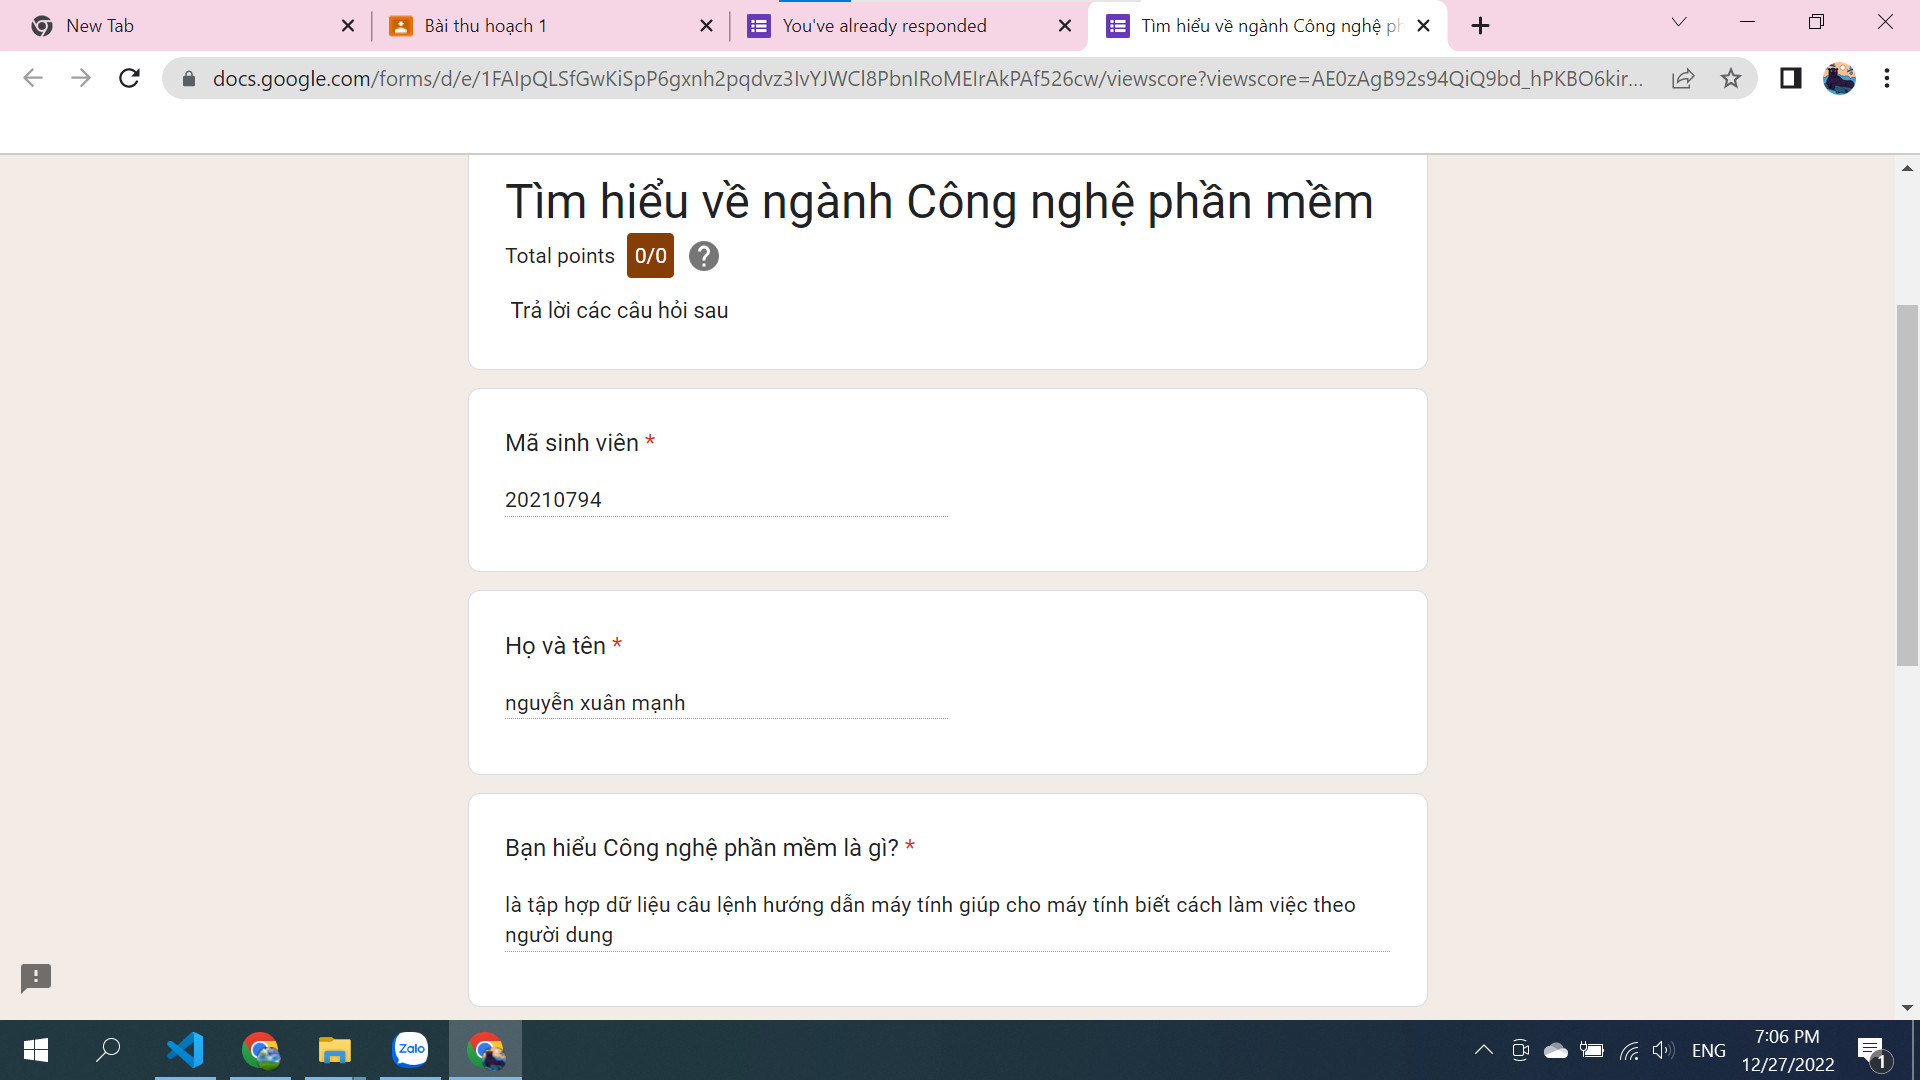 New Tab
Bài thu hoạch 1
You've already responded
Tìm hiểu về ngành Công nghệ ph
docs.google.com/forms/d/e/1FAIpQLSfGwKiSpP6gxnh2pqdvz3IvYJWCl8PbnIRoMEIrAkPAf526cw/viewscore?viewscore=AE0zAgB92s94QiQ9bd_hPKBO6kir...
Tìm hiểu về ngành Công nghệ phần mềm
Total points 0/0 ?
Trả lời các câu hỏi sau
Mã sinh viên *
20210794
Họ và tên *
nguyễn xuân mạnh
Bạn hiểu Công nghệ phần mềm là gì? *
là tập hợp dữ liệu câu lệnh hướng dẫn máy tính giúp cho máy tính biết cách làm việc theo
người dung
Zalo
ENG
7:06 PM
12/27/2022
1